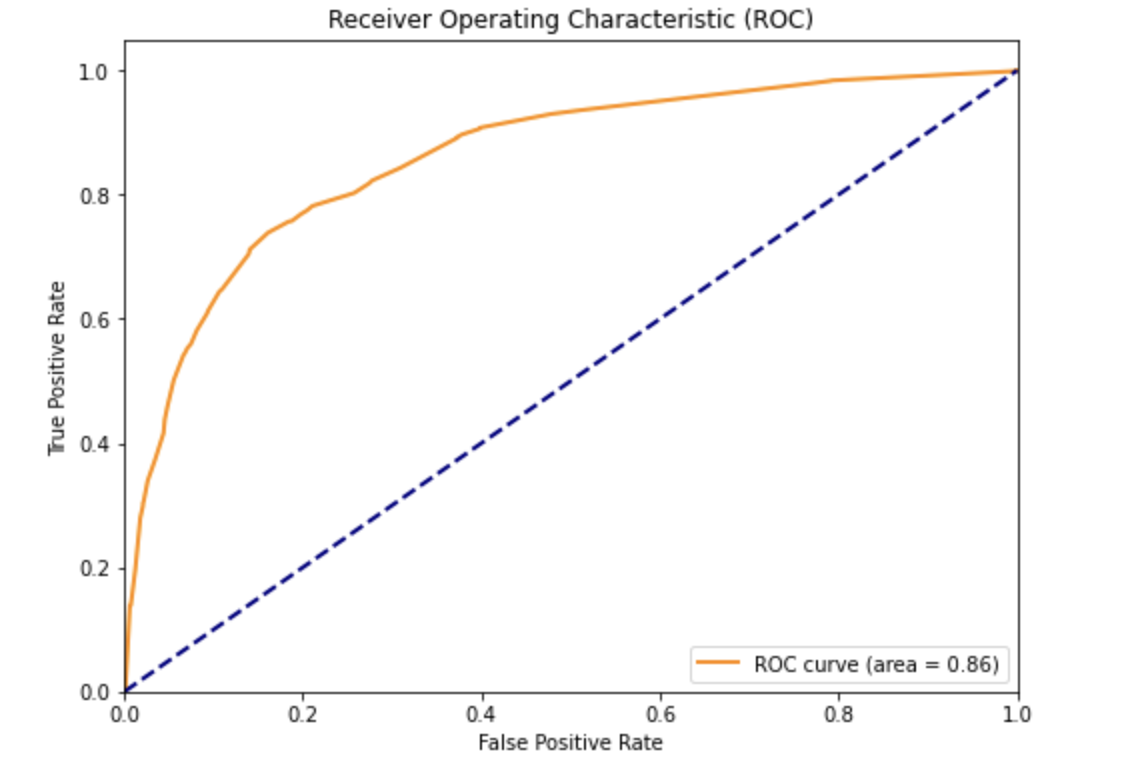 Receiver Operating Characteristic (ROC)
1.0
0.8
0.6
0.4
0.2
0.0
True Positive Rate
ROC curve (area = 0.86)
0.0 0.2 0.4 0.6 0.8 1.0
False Positive Rate